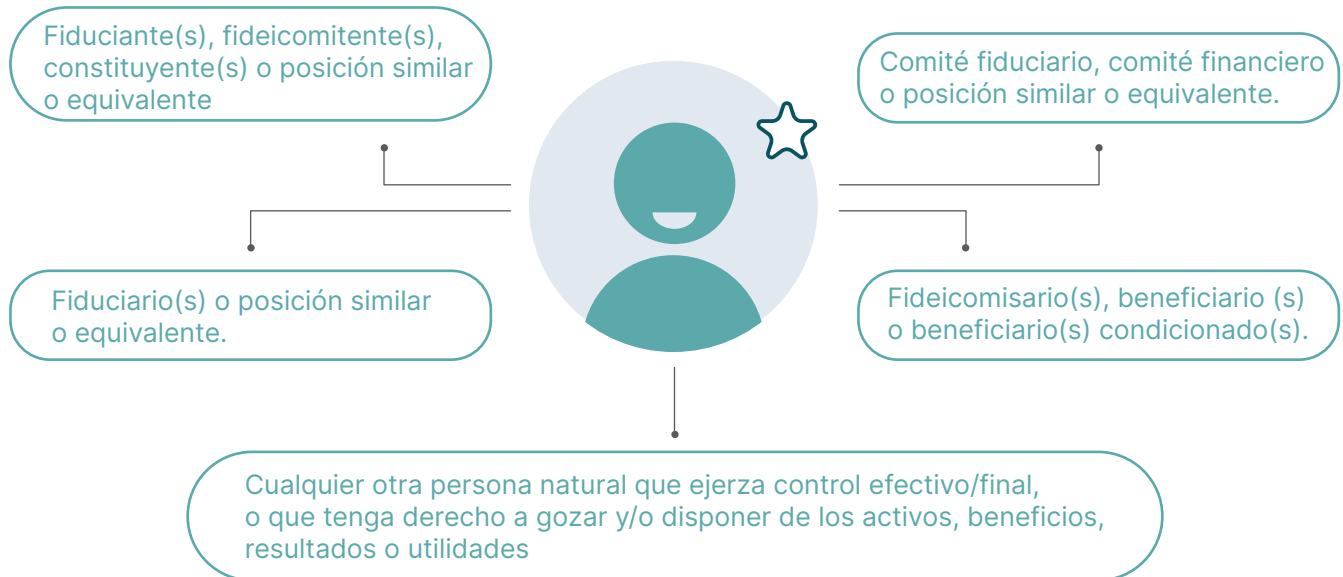 Fiduciante(s), fideicomitente(s),
constituyente(s) o posición similar
o equivalente
Comité fiduciario, comité financiero
o posición similar o equivalente.
Fiduciario(s) o posición similar
o equivalente.
Fideicomisario(s), beneficiario (s)
o beneficiario(s) condicionado(s).
Cualquier otra persona natural que ejerza control efectivo/final,
o que tenga derecho a gozar y/o disponer de los activos, beneficios,
resultados o utilidades